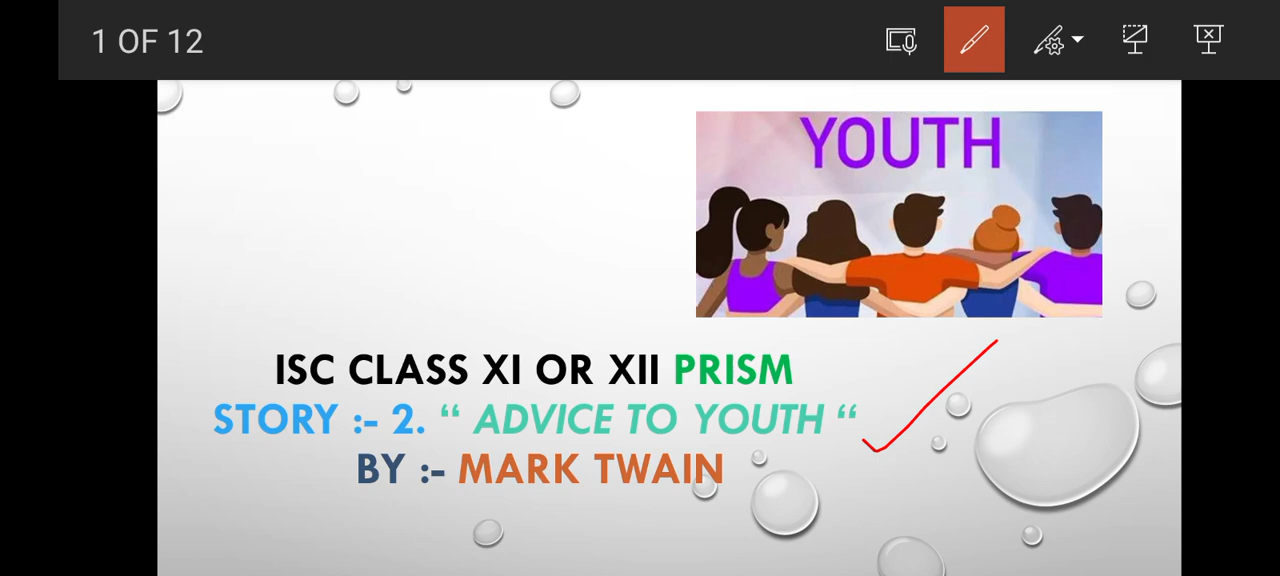 1 OF 12
YOUTH
ISC CLASS XI OR XII PRISM
STORY :- 2. “ ADVICE TO YOUTH “
BY :- MARK TWAIN